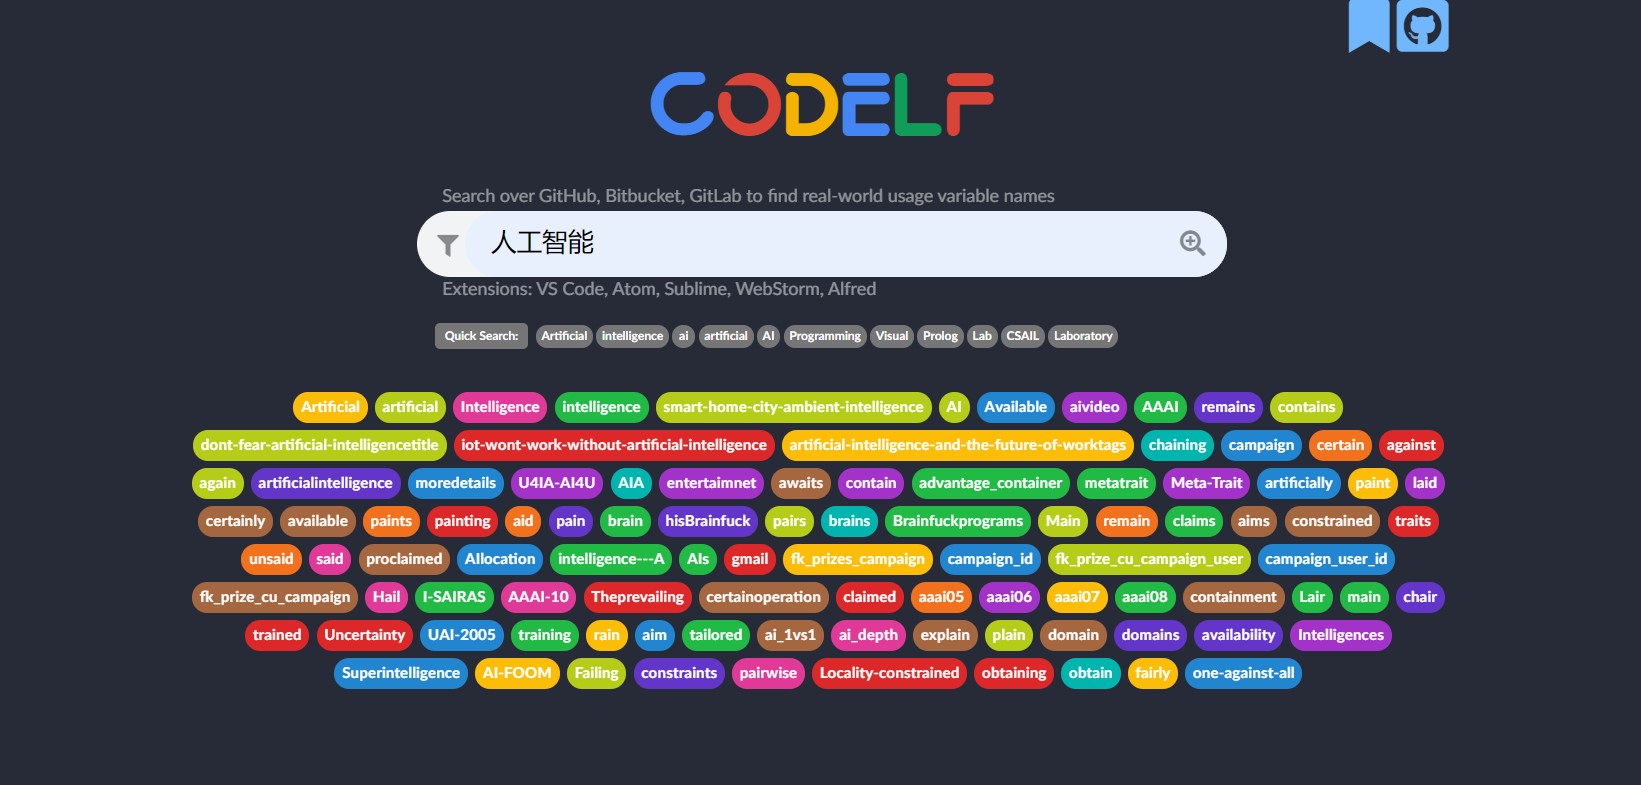 CODELF
Search over GitHub, Bitbucket, GitLab to find real-world usage variable names
人工智能
Extensions: VS Code, Atom, Sublime, WebStorm, Alfred
Quick Search: Artificial intelligence ai artificial AI Programming Visual Prolog Lab CSAIL Laboratory
Artificial artificial Intelligence intelligence smart-home-city-ambient-intelligence AI Available aivideo AAAI remains contains
dont-fear-artificial-intelligencetitle iot-wont-work-without-artificial-intelligence artificial-intelligence-and-the-future-of-worktags chaining campaign certain against
again artificialintelligence moredetails U4IA-AI4U AIA entertaimnet awaits contain advantage_container metatrait Meta-Trait artificially paint laid
certainly available paints painting aid pain brain hisBrainfuck pairs brains Brainfuckprograms Main remain claims aims constrained traits
unsaid said proclaimed AIlocation intelligence---A AIs gmail fk_prizes_campaign campaign_id fk_prize_cu_campaign_user campaign_user_id
fk_prize_cu_campaign Hail I-SAIRAS AAAI-10 Theprevailing certainoperation claimed aaai05 aaai06 aaai07 aaai08 containment Lair main chair
trained Uncertainty UAI-2005 training rain aim tailored ai_1vs1 ai_depth explain plain domain domains availability Intelligences
Superintelligence AI-FOOM Failing constraints pairwise Locality-constrained obtaining obtain fairly one-against-all